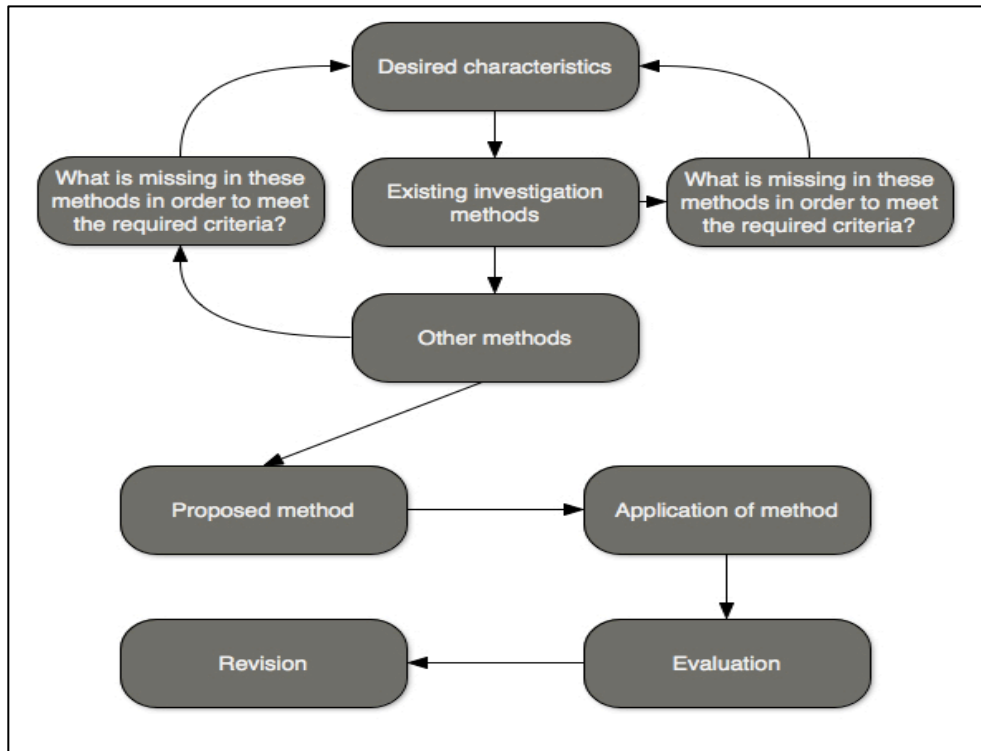 Desired characteristics
What is missing in these
methods in order to meet
the required criteria?
Existing investigation
methods
What is missing in these
methods in order to meet
the required criteria?
Other methods
Proposed method
Application of method
Revision
Evaluation